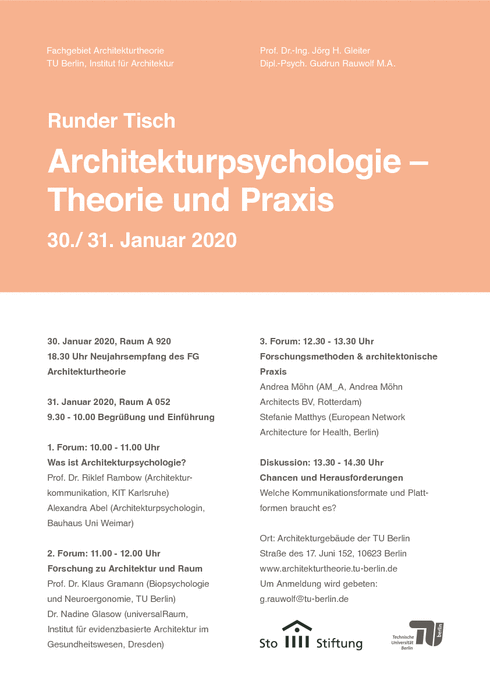 Fachgebiet Architekturtheorie
TU Berlin, Institut für Architektur
Prof. Dr.-Ing. Jörg H. Gleiter
Dipl.-Psych. Gudrun Rauwolf M.A.
Runder Tisch
Architekturpsychologie –
Theorie und Praxis
30./ 31. Januar 2020
30. Januar 2020, Raum A 920
18.30 Uhr Neujahrsempfang des FG
Architekturtheorie
31. Januar 2020, Raum A 052
9.30 - 10.00 Begrüßung und Einführung
1. Forum: 10.00 - 11.00 Uhr
Was ist Architekturpsychologie?
Prof. Dr. Riklef Rambow (Architektur-
kommunikation, KIT Karlsruhe)
Alexandra Abel (Architekturpsychologin,
Bauhaus Uni Weimar)
2. Forum: 11.00 - 12.00 Uhr
Forschung zu Architektur und Raum
Prof. Dr. Klaus Gramann (Biopsychologie
und Neuroergonomie, TU Berlin)
Dr. Nadine Glasow (universalRaum,
Institut für evidenzbasierte Architektur im
Gesundheitswesen, Dresden)
3. Forum: 12.30 - 13.30 Uhr
Forschungsmethoden & architektonische
Praxis
Andrea Möhn (AM_A, Andrea Möhn
Architects BV, Rotterdam)
Stefanie Matthys (European Network
Architecture for Health, Berlin)
Diskussion: 13.30 - 14.30 Uhr
Chancen und Herausforderungen
Welche Kommunikationsformate und Platt-
formen braucht es?
Ort: Architekturgebäude der TU Berlin
Straße des 17. Juni 152, 10623 Berlin
www.architekturtheorie.tu-berlin.de
Um Anmeldung wird gebeten:
g.rauwolf@tu-berlin.de
Sto Stiftung
Technische
Universität
Berlin
TU Berlin